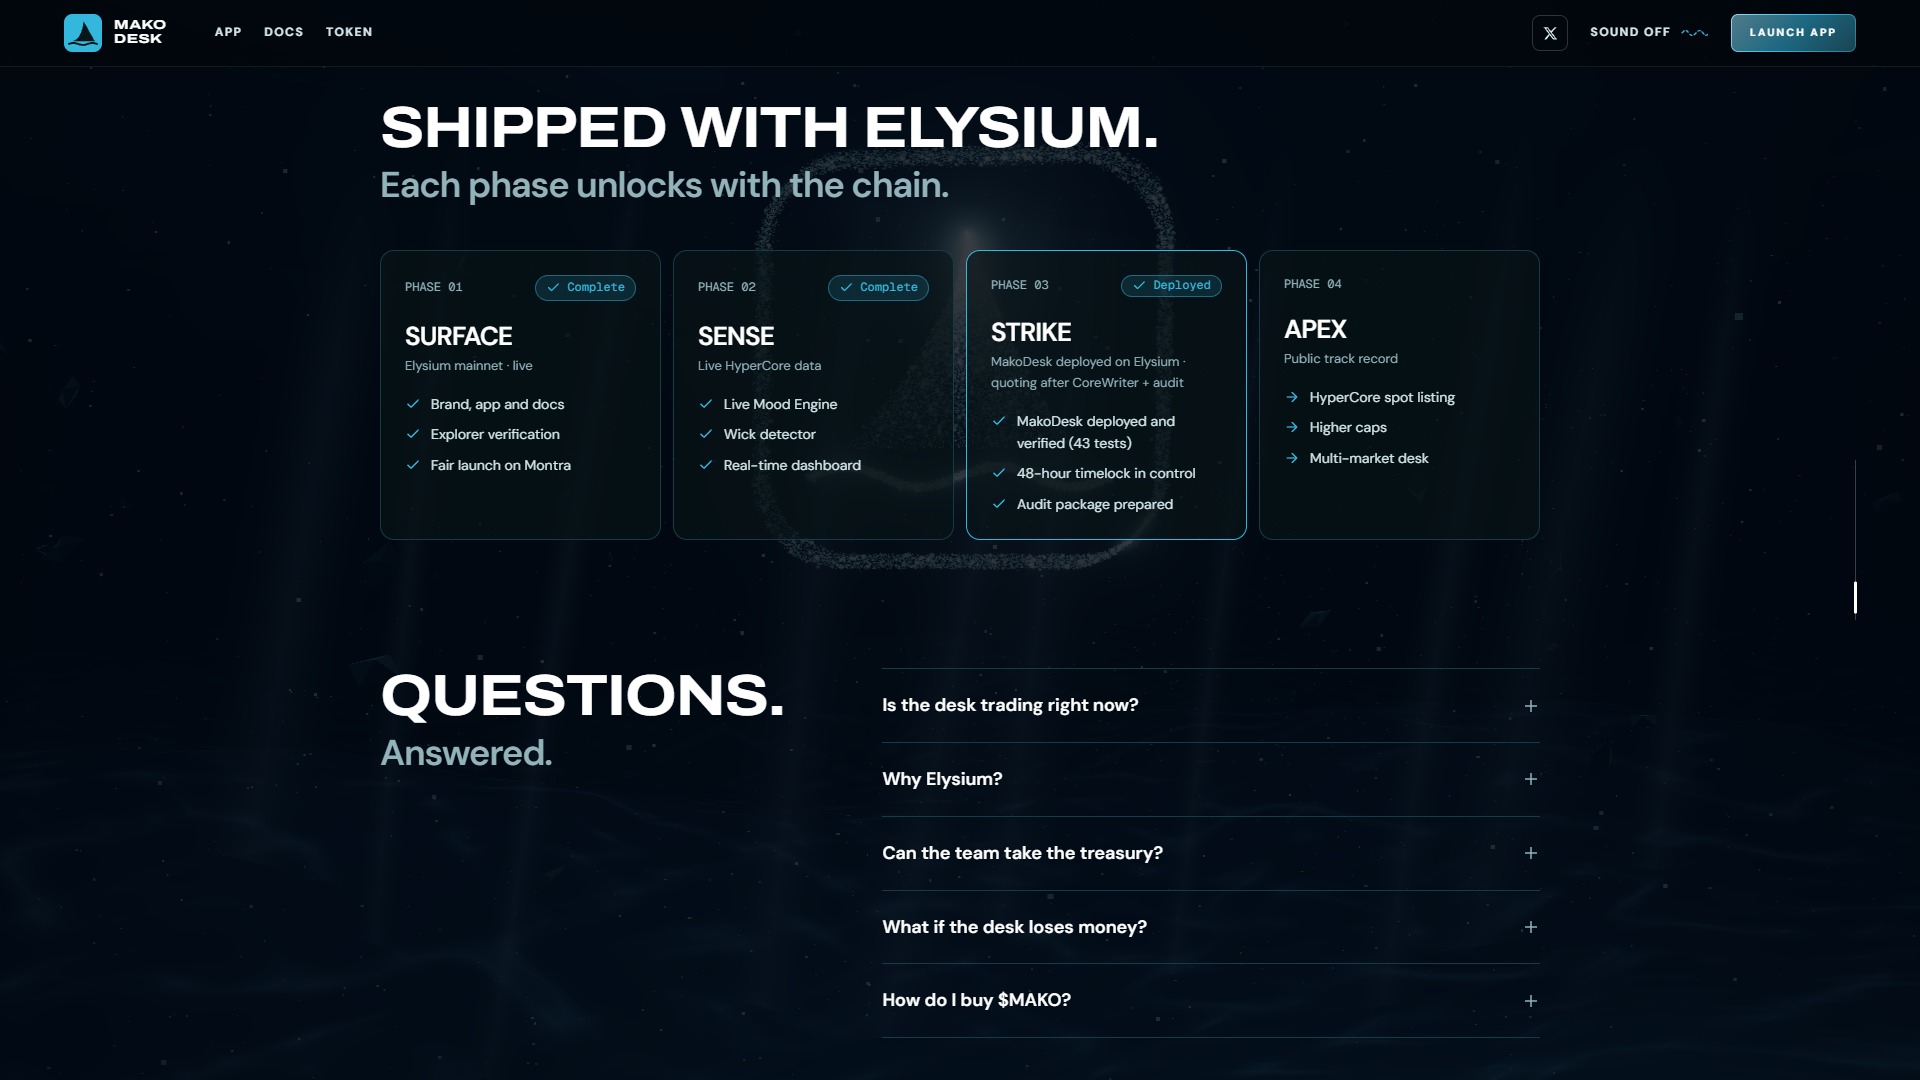 MAKO
DESK
APP
DOCS
TOKEN
SOUND OFF
LAUNCH APP
SHIPPED WITH ELYSIUM.
Each phase unlocks with the chain.
PHASE 01
Complete
SURFACE
Elysium mainnet · live
Brand, app and docs
Explorer verification
Fair launch on Montra
PHASE 02
Complete
SENSE
Live HyperCore data
Live Mood Engine
Wick detector
Real-time dashboard
PHASE 03
Deployed
STRIKE
MakoDesk deployed on Elysium ·
quoting after CoreWriter + audit
MakoDesk deployed and
verified (43 tests)
48-hour timelock in control
Audit package prepared
PHASE 04
APEX
Public track record
HyperCore spot listing
Higher caps
Multi-market desk
QUESTIONS.
Answered.
Is the desk trading right now?
Why Elysium?
Can the team take the treasury?
What if the desk loses money?
How do I buy $MAKO?